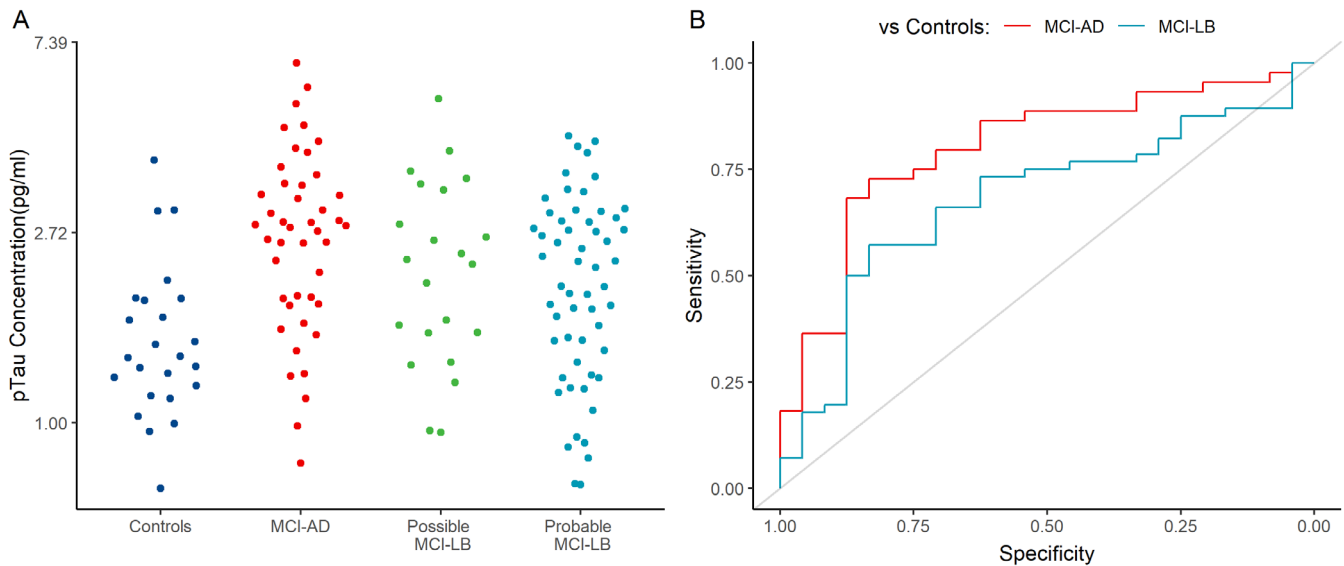 A
pTau Concentration(pg/ml)
7.39
2.72
1.00
Controls
MCI-AD
Possible
MCI-LB
Probable
MCI-LB
B
vs Controls: MCI-AD MCI-LB
Sensitivity
1.00
0.75
0.50
0.25
0.00
1.00 0.75 0.50 0.25 0.00
Specificity